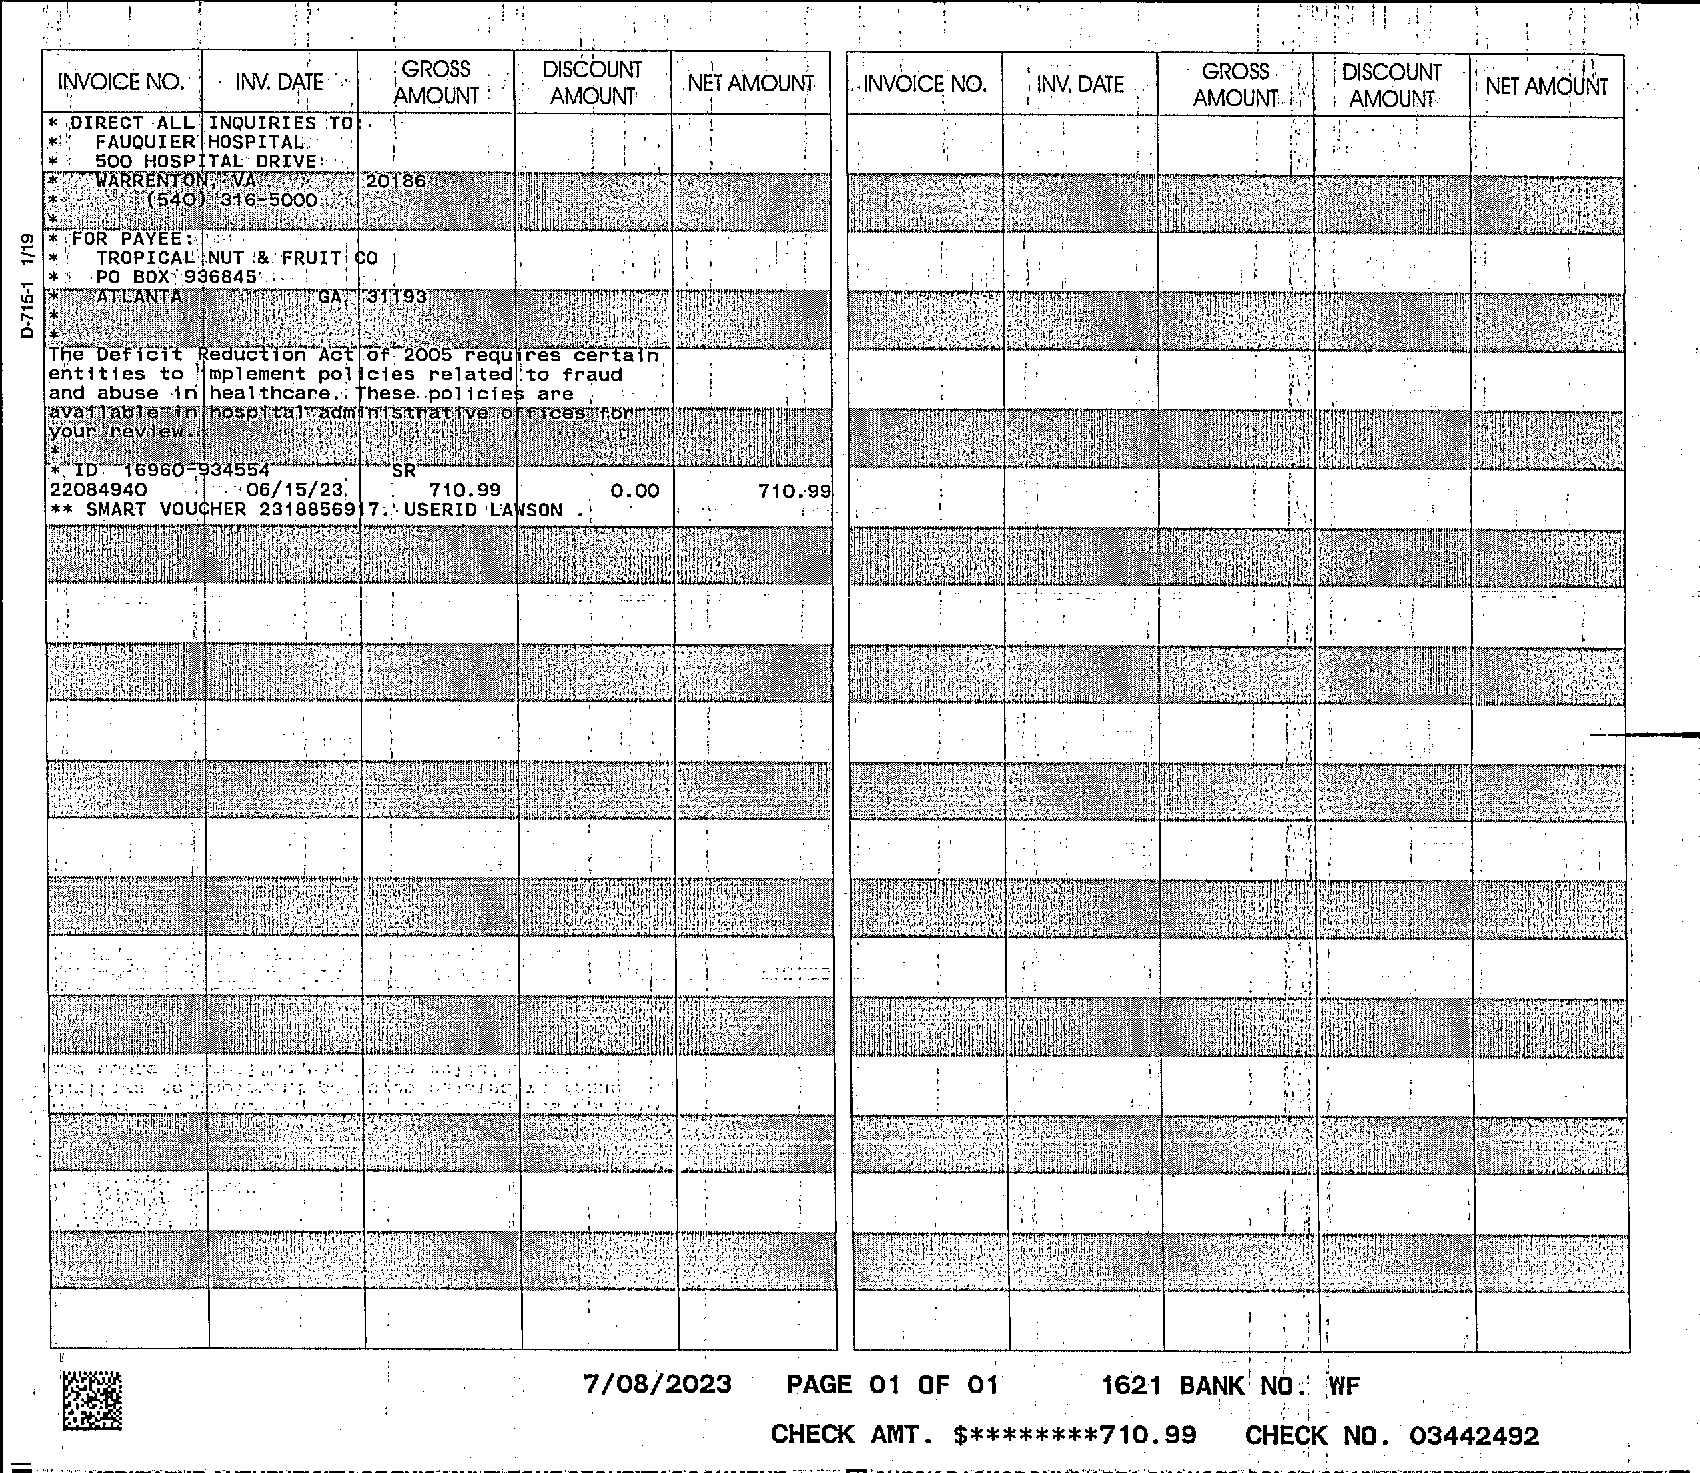 INVOICE NO. INV. DATE GROSS AMOUNT DISCOUNT AMOUNT NET AMOUNT INVOICE NO. INV. DATE GROSS AMOUNT DISCOUNT AMOUNT NET AMOUNT
* DIRECT ALL INQUIRIES TO:
* FAUQUIER HOSPITAL
* 500 HOSPITAL DRIVE
* WARRENTON, VA 20186
* (540) 316-5000
*
* FOR PAYEE:
* TROPICAL NUT & FRUIT CO
* PO BOX 936845
* ATLANTA GA 31193
*
*
The Deficit Reduction Act of 2005 requires certain
entities to implement policies related to fraud
and abuse in healthcare. These policies are
available in hospital administrative offices for
your review.
*
* ID 16960-934554 SR
22084940 06/15/23 710.99 0.00 710.99
** SMART VOUCHER 2318856917. USERID LAWSON .
D-715-1 1/19
7/08/2023 PAGE 01 OF 01 1621 BANK NO. WF
CHECK AMT. $********710.99 CHECK NO. 03442492